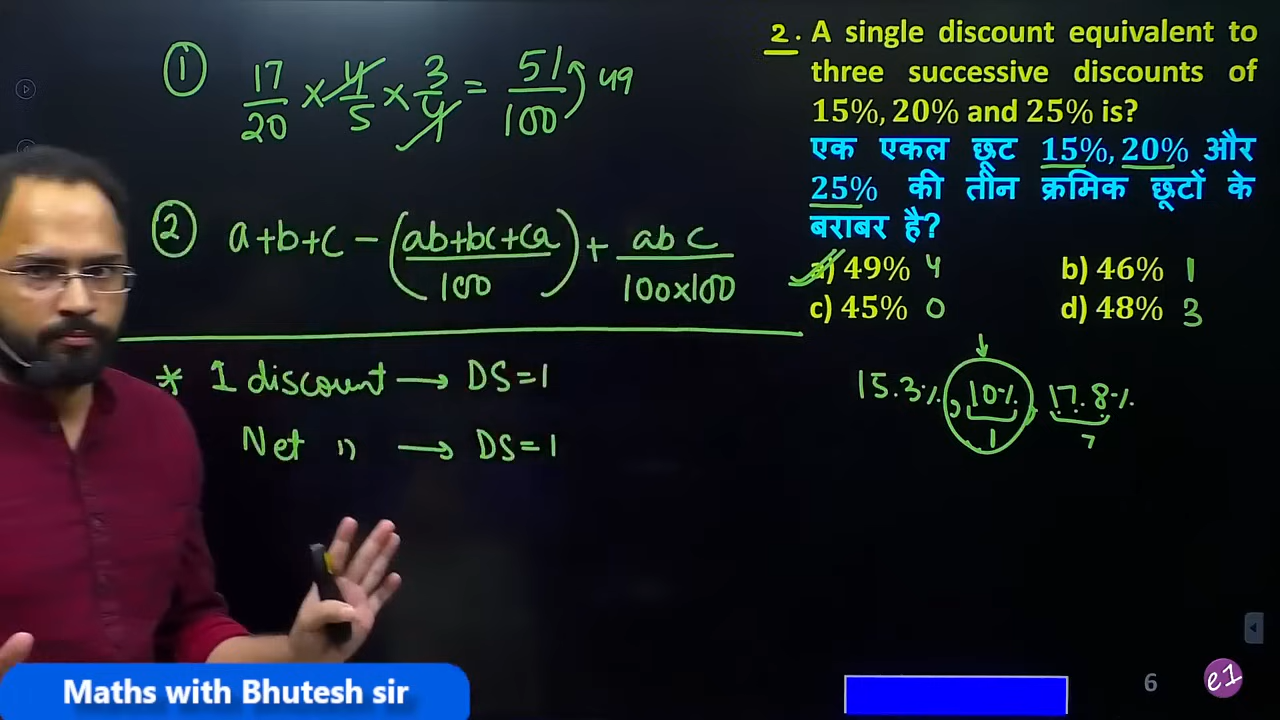 ① 17/20 × 4/5 × 3/4 = 51/100 49
② a+b+c - (ab+bc+ca/100) + abc/100×100
* 1 discount → DS=1
Net 〃 → DS=1
2. A single discount equivalent to
three successive discounts of
15%, 20% and 25% is?
एक एकल छूट 15%, 20% और
25% की तीन क्रमिक छूटों के
बराबर है?
a) 49% 4 b) 46% 1
c) 45% 0 d) 48% 3
15.3%, 10%, 17.8%
1 7
Maths with Bhutesh sir
6
e1